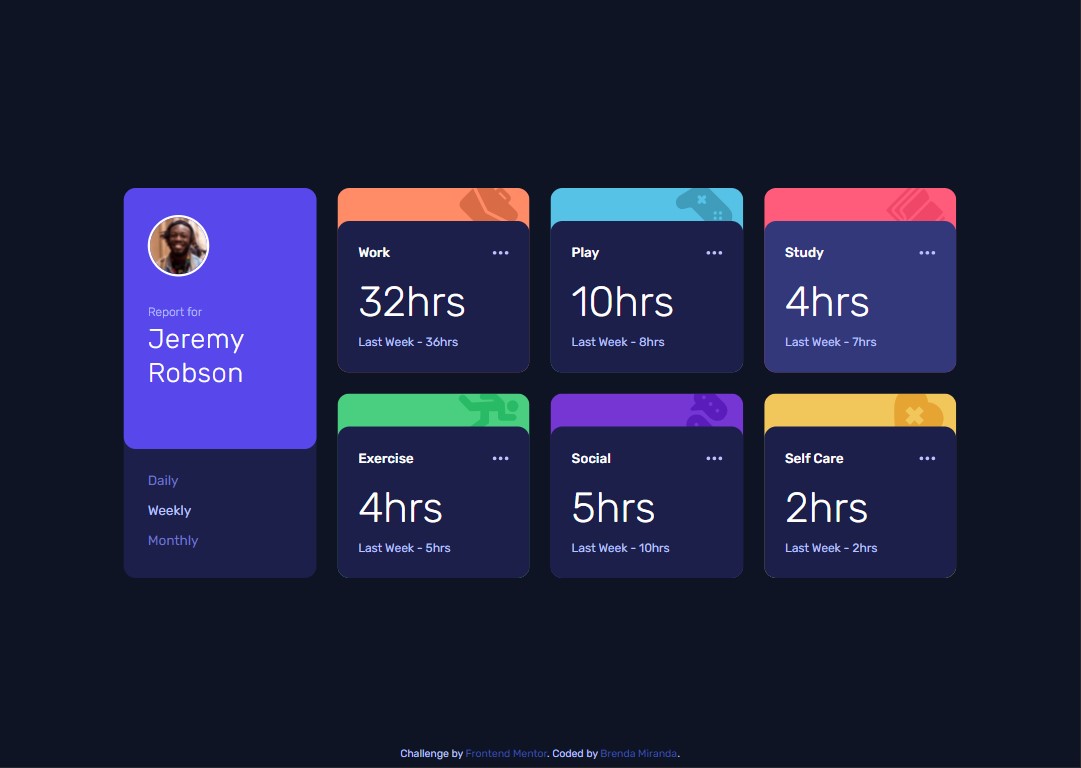 Report for
Jeremy
Robson
Daily
Weekly
Monthly
Work
32hrs
Last Week - 36hrs
Play
10hrs
Last Week - 8hrs
Study
4hrs
Last Week - 7hrs
Exercise
4hrs
Last Week - 5hrs
Social
5hrs
Last Week - 10hrs
Self Care
2hrs
Last Week - 2hrs
Challenge by Frontend Mentor. Coded by Brenda Miranda.